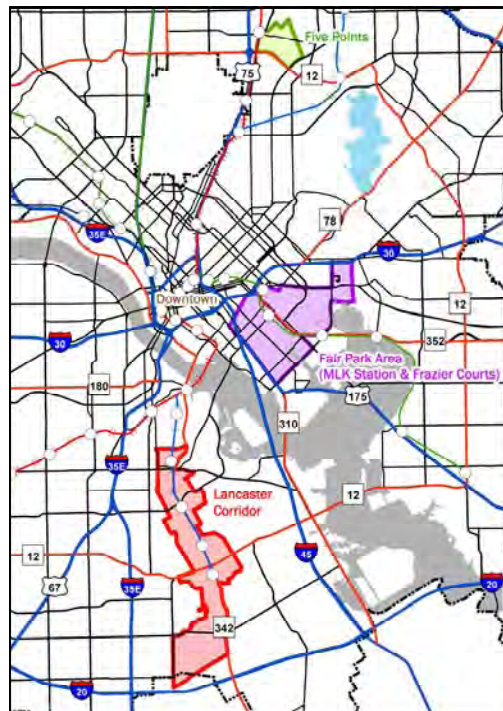 Five Points
75
12
78
35E
30
Downtown
12
30
352
Fair Park Area
(MLK Station & Frazier Courts)
180
175
310
35E
Lancaster
Corridor
12
12
45
67
35E
20
342
20